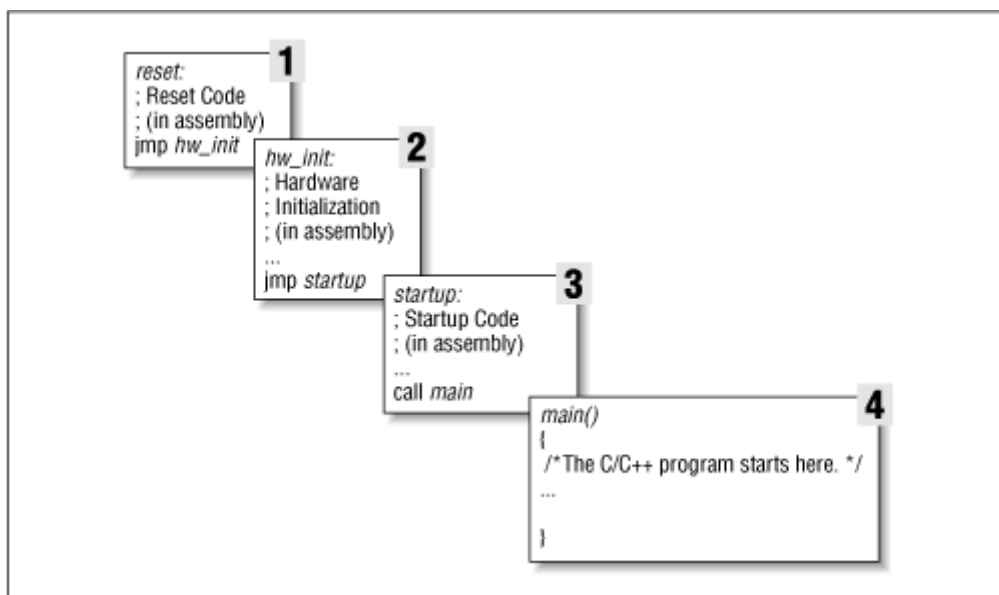 1
reset:
; Reset Code
; (in assembly)
jmp hw_init
2
hw_init:
; Hardware
; Initialization
; (in assembly)
...
jmp startup
3
startup:
; Startup Code
; (in assembly)
...
call main
4
main()
{
/*The C/C++ program starts here. */
...
}